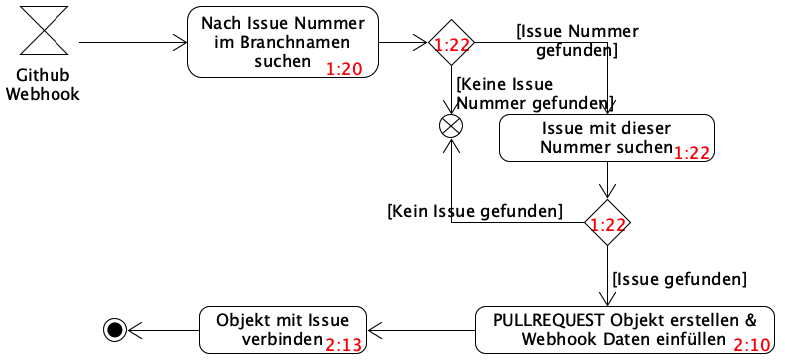 Github
Webhook
Nach Issue Nummer
im Branchnamen
suchen
1:20
1:22
[Issue Nummer
gefunden]
[Keine Issue
Nummer gefunden]
Issue mit dieser
Nummer suchen
1:22
[Kein Issue gefunden]
1:22
[Issue gefunden]
PULLREQUEST Objekt erstellen &
Webhook Daten einfüllen
2:10
Objekt mit Issue
verbinden
2:13